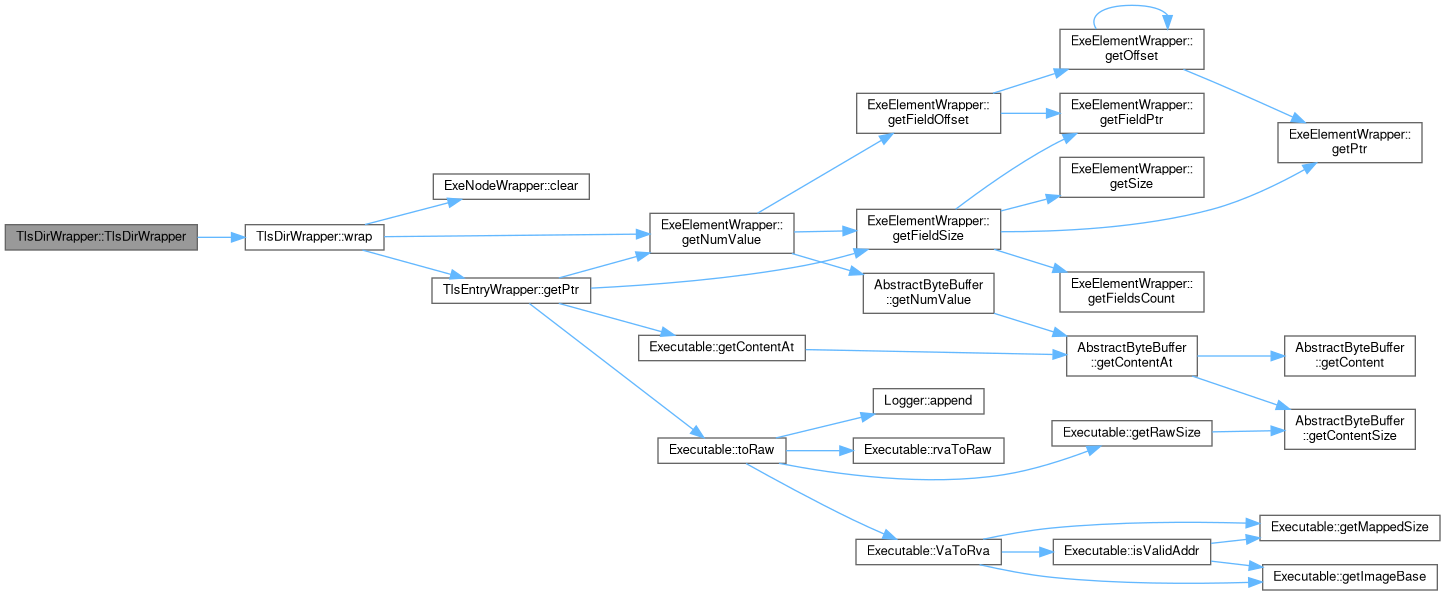 TlsDirWrapper::TlsDirWrapper
TlsDirWrapper::wrap
ExeNodeWrapper::clear
ExeElementWrapper::
getNumValue
TlsEntryWrapper::getPtr
ExeElementWrapper::
getFieldOffset
ExeElementWrapper::
getFieldSize
AbstractByteBuffer
::getNumValue
ExeElementWrapper::
getOffset
ExeElementWrapper::
getFieldPtr
ExeElementWrapper::
getPtr
ExeElementWrapper::
getSize
ExeElementWrapper::
getFieldsCount
Executable::getContentAt
AbstractByteBuffer
::getContentAt
AbstractByteBuffer
::getContent
AbstractByteBuffer
::getContentSize
Executable::toRaw
Logger::append
Executable::rvaToRaw
Executable::getRawSize
Executable::VaToRva
Executable::isValidAddr
Executable::getMappedSize
Executable::getImageBase